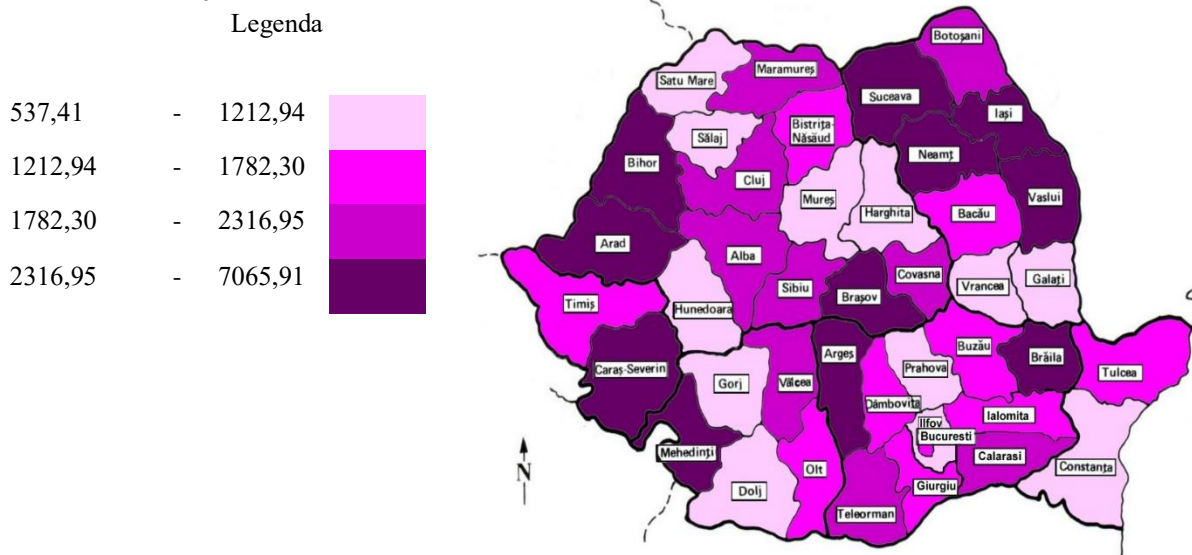 Legenda
537,41 - 1212,94
1212,94 - 1782,30
1782,30 - 2316,95
2316,95 - 7065,91
Botoșani
Maramureș
Satu Mare
Suceava
Iași
Bistrița-
Năsăud
Sălaj
Neamț
Bihor
Cluj
Vaslui
Mureș
Harghita
Bacău
Arad
Alba
Covasna
Sibiu
Galați
Vrancea
Brașov
Timiș
Hunedoara
Buzău
Argeș
Brăila
Prahova
Caraș-Severin
Tulcea
Gorj
Vâlcea
Dâmbovița
Ialomita
Ilfov
Bucuresti
Mehedinți
Calarasi
Constanța
Olt
N
Giurgiu
Dolj
Teleorman